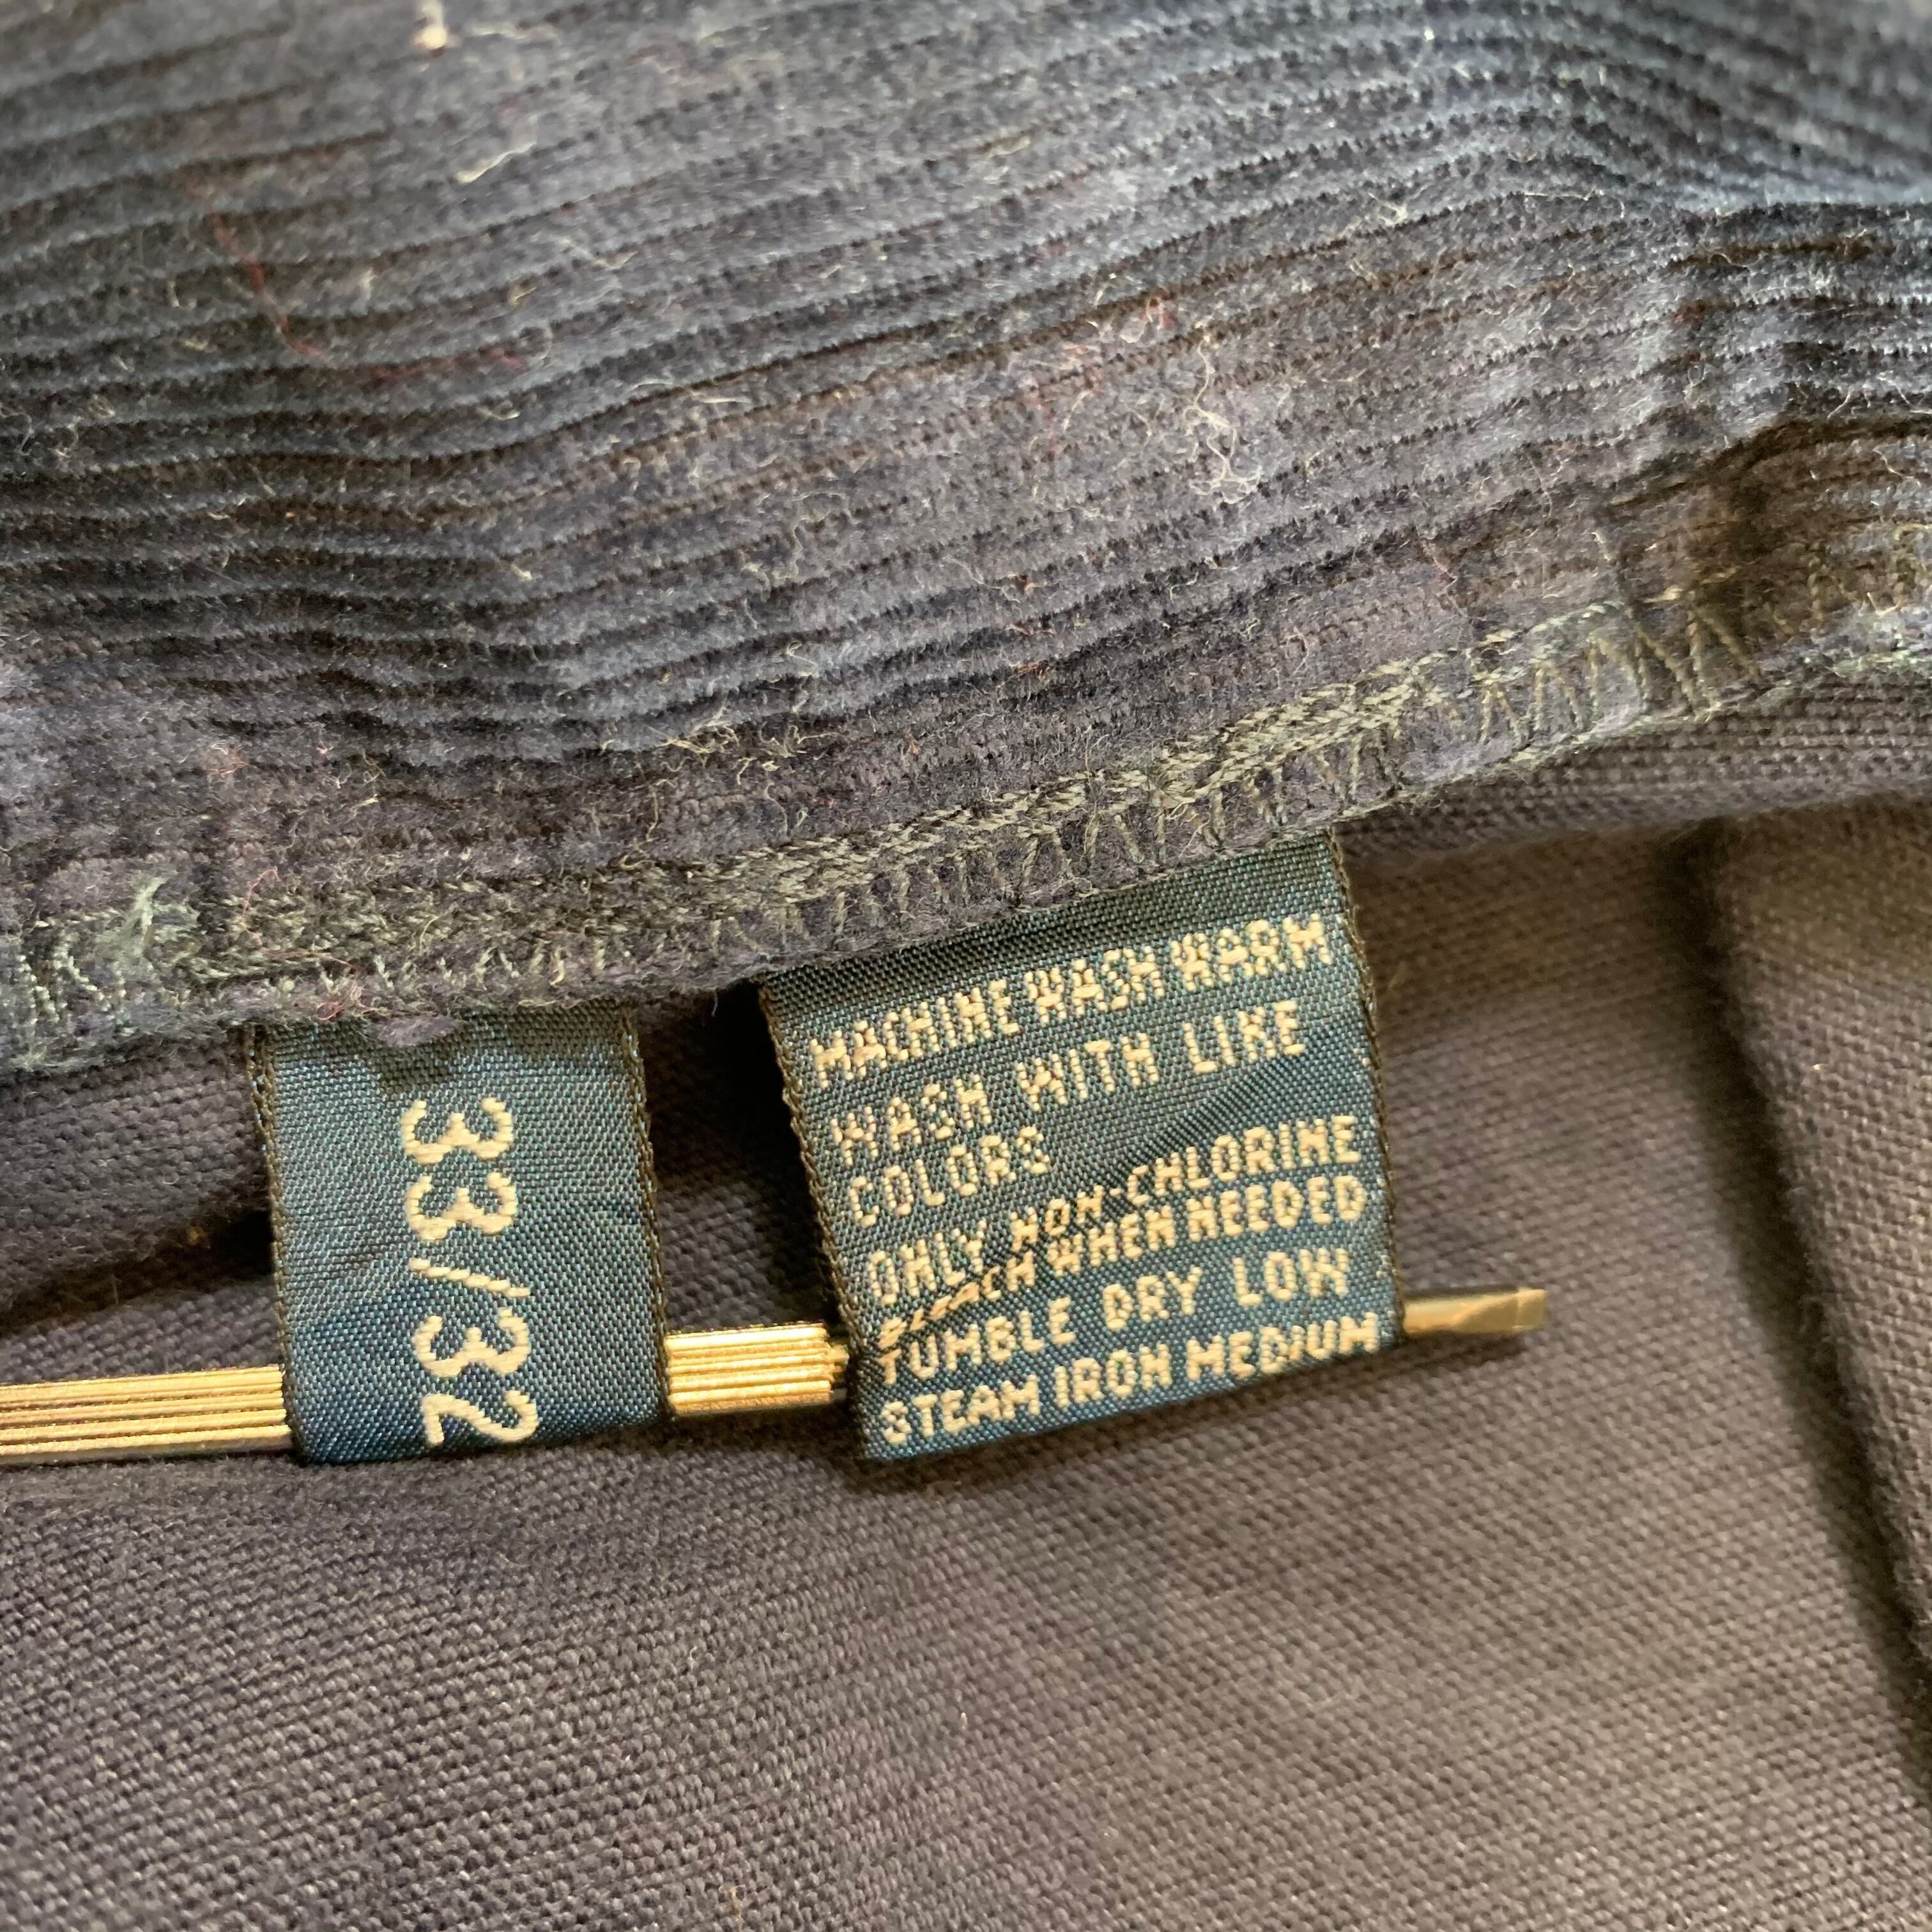 33/32
MACHINE WASH WARM
WASH WITH LIKE
COLORS
ONLY NON-CHLORINE
BLEACH WHEN NEEDED
TUMBLE DRY LOW
STEAM IRON MEDIUM